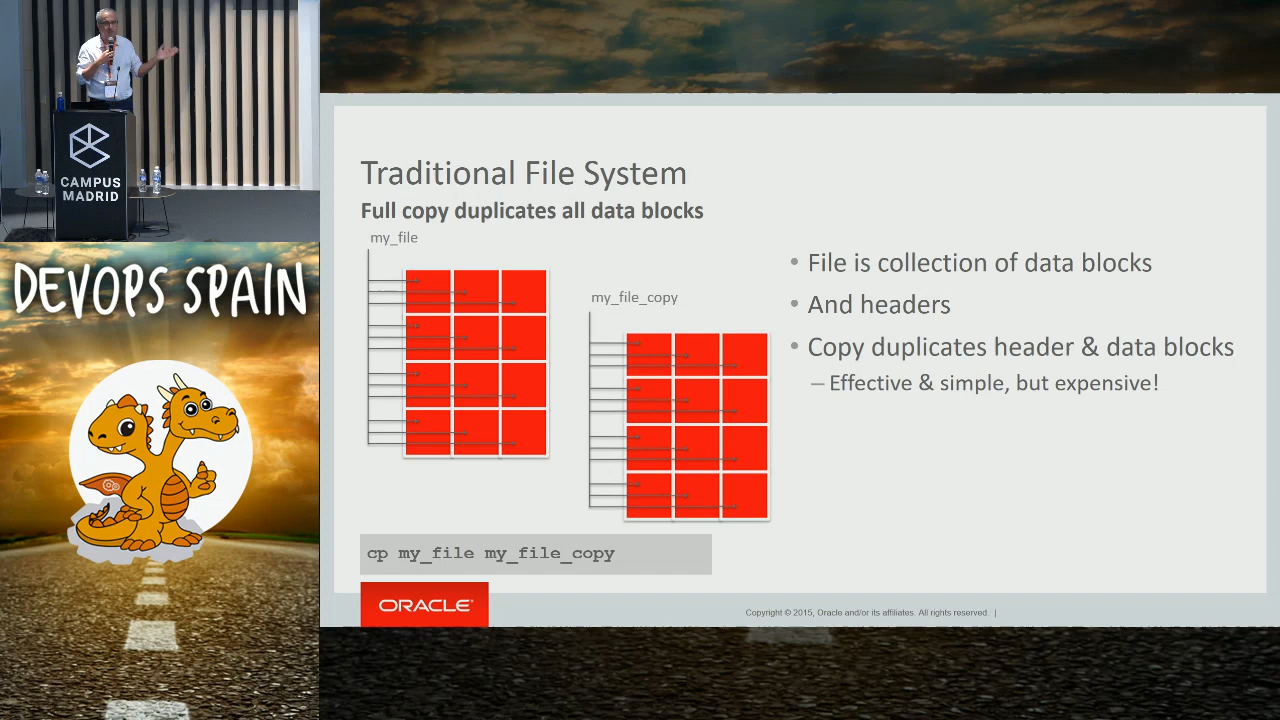 CAMPUS
MADRID
DEVOPS SPAIN
Traditional File System
Full copy duplicates all data blocks
my_file
my_file_copy
• File is collection of data blocks
• And headers
• Copy duplicates header & data blocks
– Effective & simple, but expensive!
cp my_file my_file_copy
ORACLE®
Copyright © 2015, Oracle and/or its affiliates. All rights reserved. |